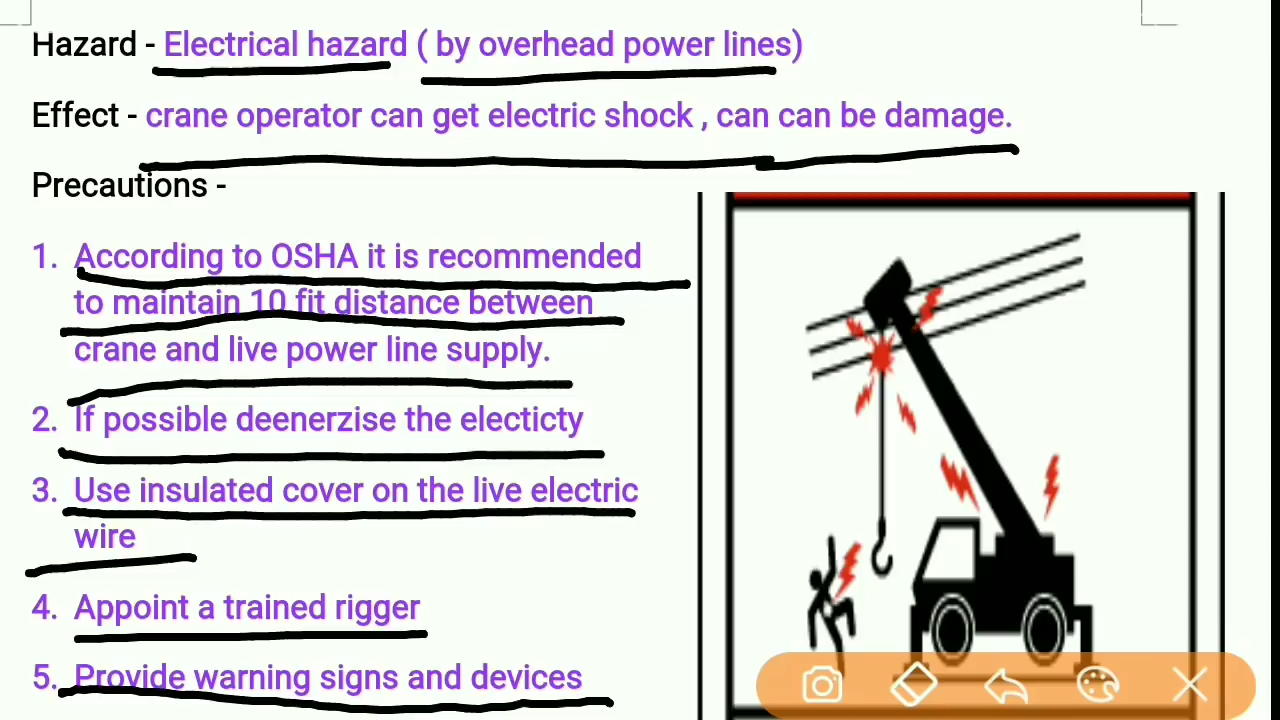 Hazard - Electrical hazard ( by overhead power lines)
Effect - crane operator can get electric shock , can can be damage.
Precautions -
1. According to OSHA it is recommended
to maintain 10 fit distance between
crane and live power line supply.
2. If possible deenerzise the electicty
3. Use insulated cover on the live electric
wire
4. Appoint a trained rigger
5. Provide warning signs and devices